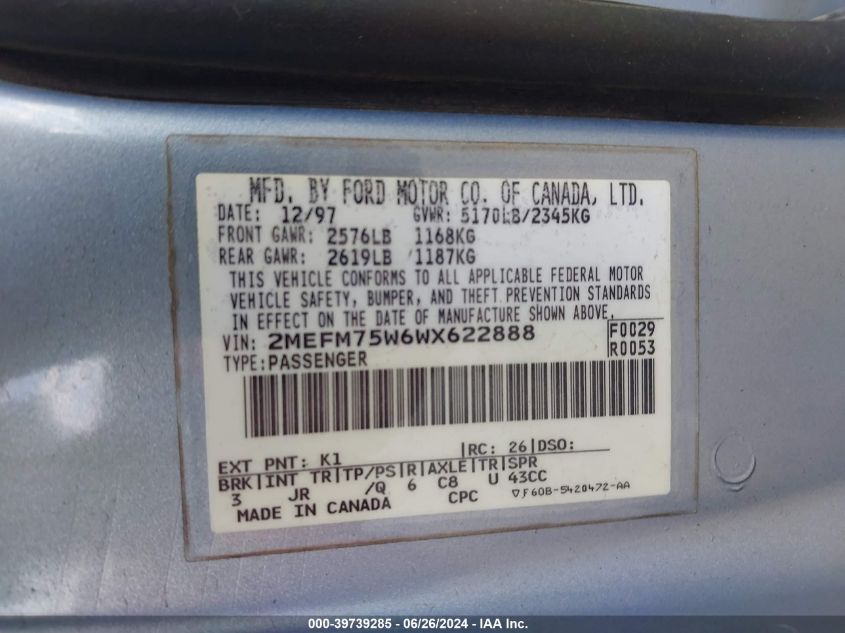 MFD. BY FORD MOTOR CO. OF CANADA, LTD.
DATE: 12/97 GVWR: 5170LB/2345KG
FRONT GAWR: 2576LB 1168KG
REAR GAWR: 2619LB 1187KG
THIS VEHICLE CONFORMS TO ALL APPLICABLE FEDERAL MOTOR
VEHICLE SAFETY, BUMPER, AND THEFT PREVENTION STANDARDS
IN EFFECT ON THE DATE OF MANUFACTURE SHOWN ABOVE.
VIN: 2MEFM75W6WX622888 F0029
TYPE: PASSENGER R0053
EXT PNT: K1 |RC: 26|DSO:
BRK|INT TR|TP/PS|R|AXLE|TR|SPR
3 JR /Q 6 C8 U 43CC
MADE IN CANADA CPC ▽F60B-5420472-AA
000-39739285 - 06/26/2024 - IAA Inc.